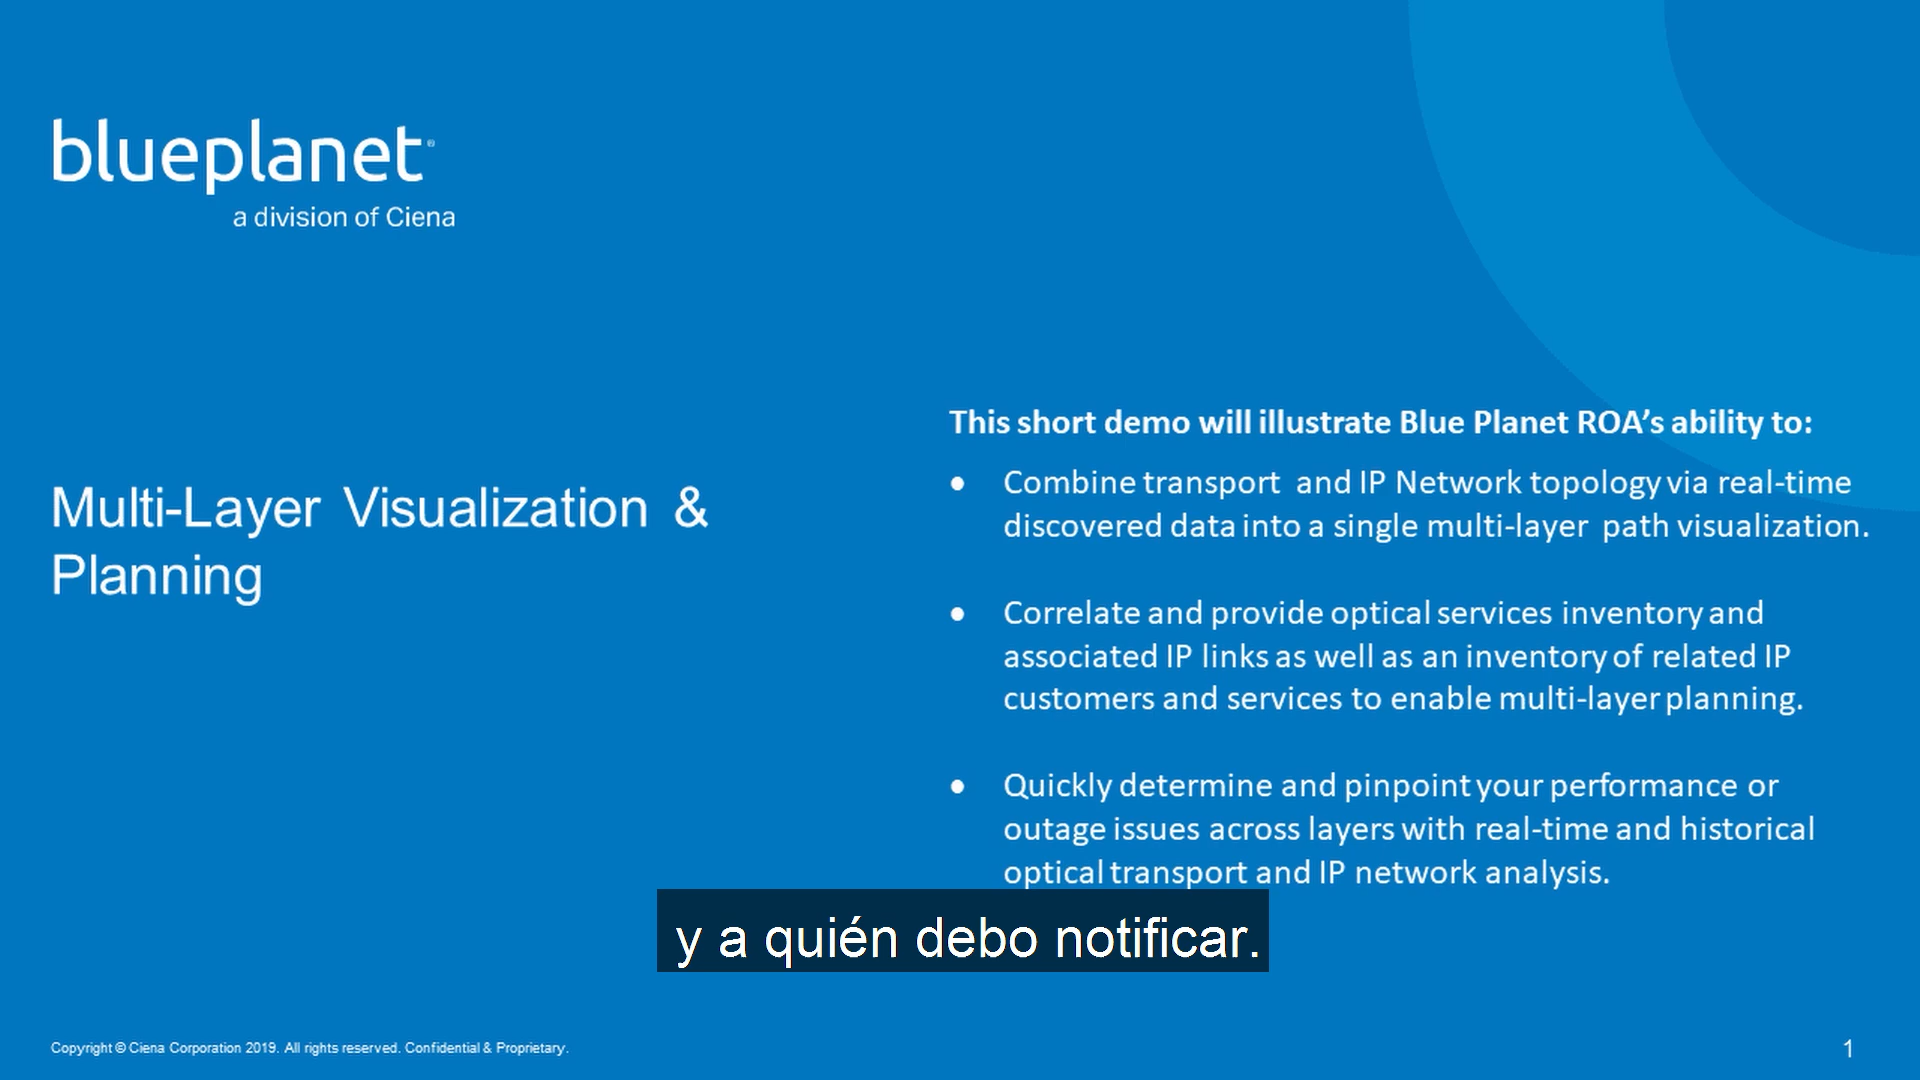 blueplanet®
a division of Ciena
Multi-Layer Visualization &
Planning
This short demo will illustrate Blue Planet ROA’s ability to:
• Combine transport and IP Network topology via real-time
discovered data into a single multi-layer path visualization.
• Correlate and provide optical services inventory and
associated IP links as well as an inventory of related IP
customers and services to enable multi-layer planning.
• Quickly determine and pinpoint your performance or
outage issues across layers with real-time and historical
optical transport and IP network analysis.
y a quién debo notificar.
Copyright © Ciena Corporation 2019. All rights reserved. Confidential & Proprietary.
1